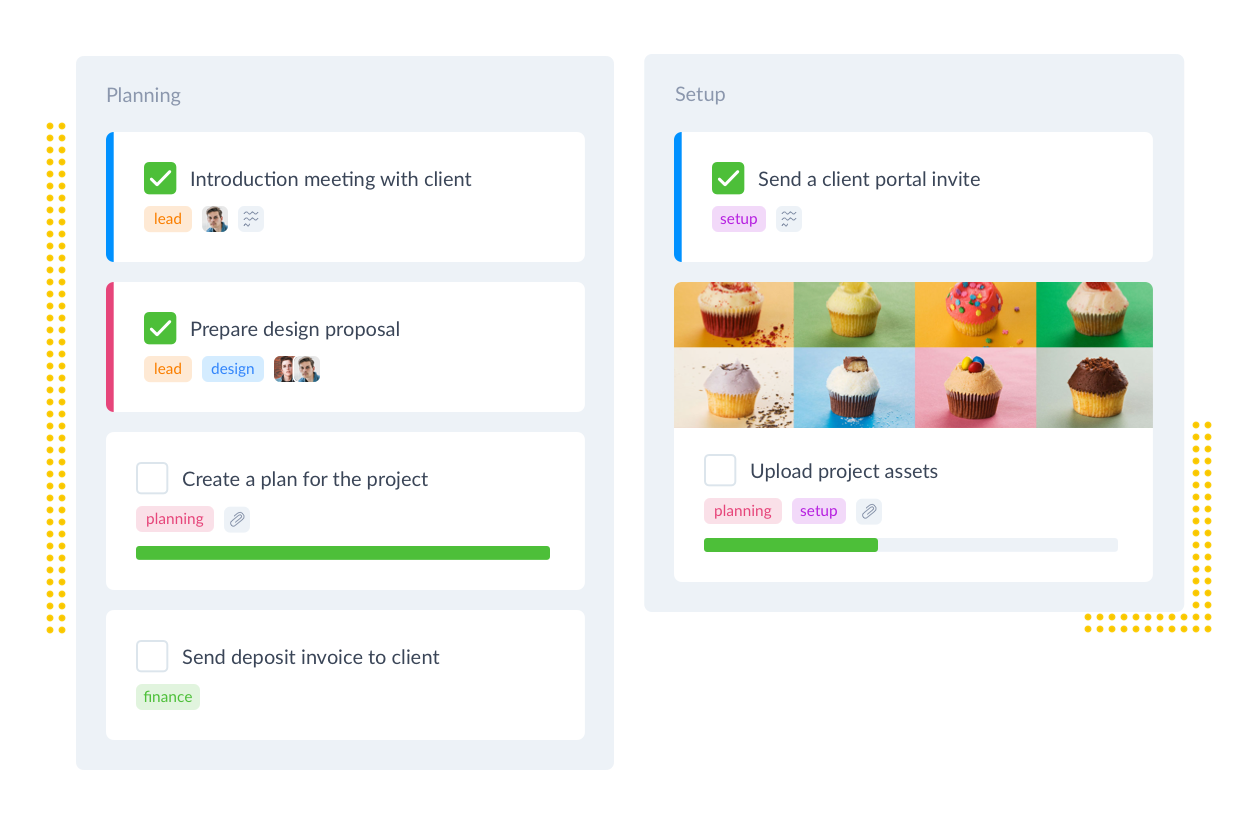 Planning
Introduction meeting with client
lead
Prepare design proposal
lead design
Create a plan for the project
planning
Send deposit invoice to client
finance
Setup
Send a client portal invite
setup
Upload project assets
planning setup